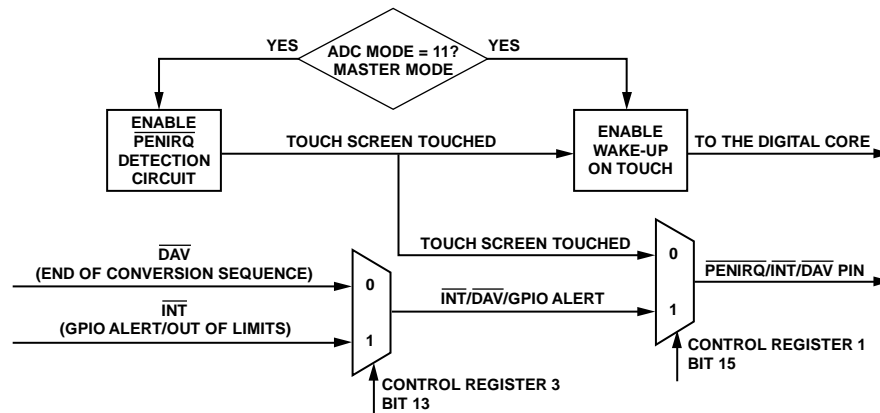 YES
ADC MODE = 11?
MASTER MODE
YES
ENABLE
PENIRQ
DETECTION
CIRCUIT
TOUCH SCREEN TOUCHED
ENABLE
WAKE-UP
ON TOUCH
TO THE DIGITAL CORE
TOUCH SCREEN TOUCHED
0
1
PENIRQ/INT/DAV PIN
DAV
(END OF CONVERSION SEQUENCE)
0
INT/DAV/GPIO ALERT
INT
(GPIO ALERT/OUT OF LIMITS)
1
CONTROL REGISTER 1
BIT 15
CONTROL REGISTER 3
BIT 13